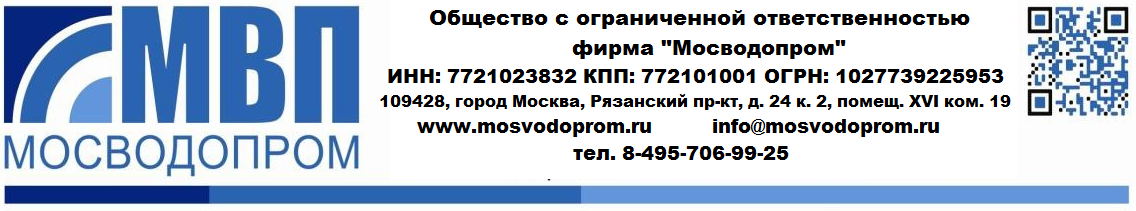 МВП
МОСВОДОПРОМ
Общество с ограниченной ответственностью
фирма "Мосводопром"
ИНН: 7721023832 КПП: 772101001 ОГРН: 1027739225953
109428, город Москва, Рязанский пр-кт, д. 24 к. 2, помещ. XVI ком. 19
www.mosvodoprom.ru info@mosvodoprom.ru
тел. 8-495-706-99-25